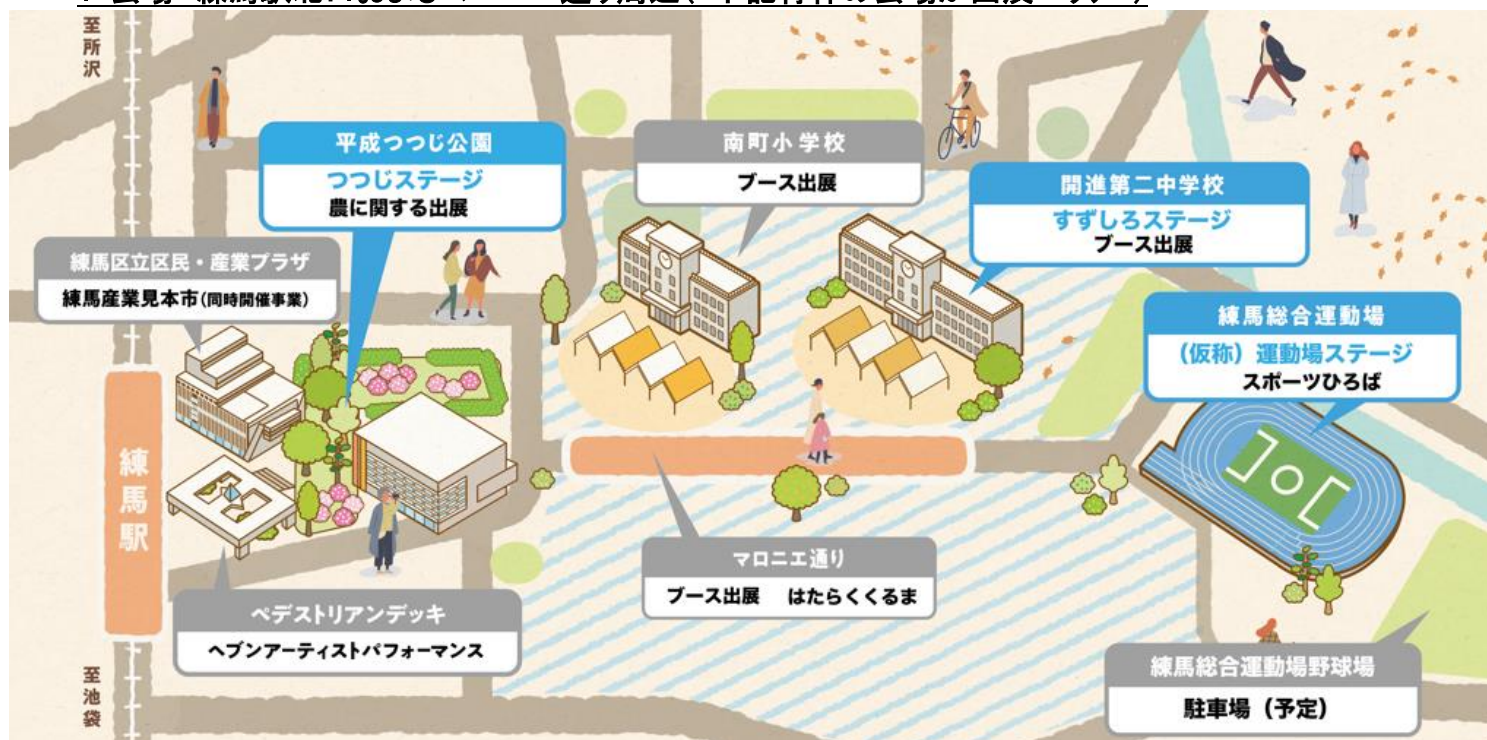 至所沢
平成つつじ公園
つつじステージ
農に関する出展
南町小学校
ブース出展
開進第二中学校
すずしろステージ
ブース出展
練馬区立区民・産業プラザ
練馬産業見本市(同時開催事業)
練馬総合運動場
(仮称)運動場ステージ
スポーツひろば
練馬駅
マロニエ通り
ブース出展 はたらくくるま
ペデストリアンデッキ
ヘブンアーティストパフォーマンス
練馬総合運動場野球場
駐車場(予定)
至池袋